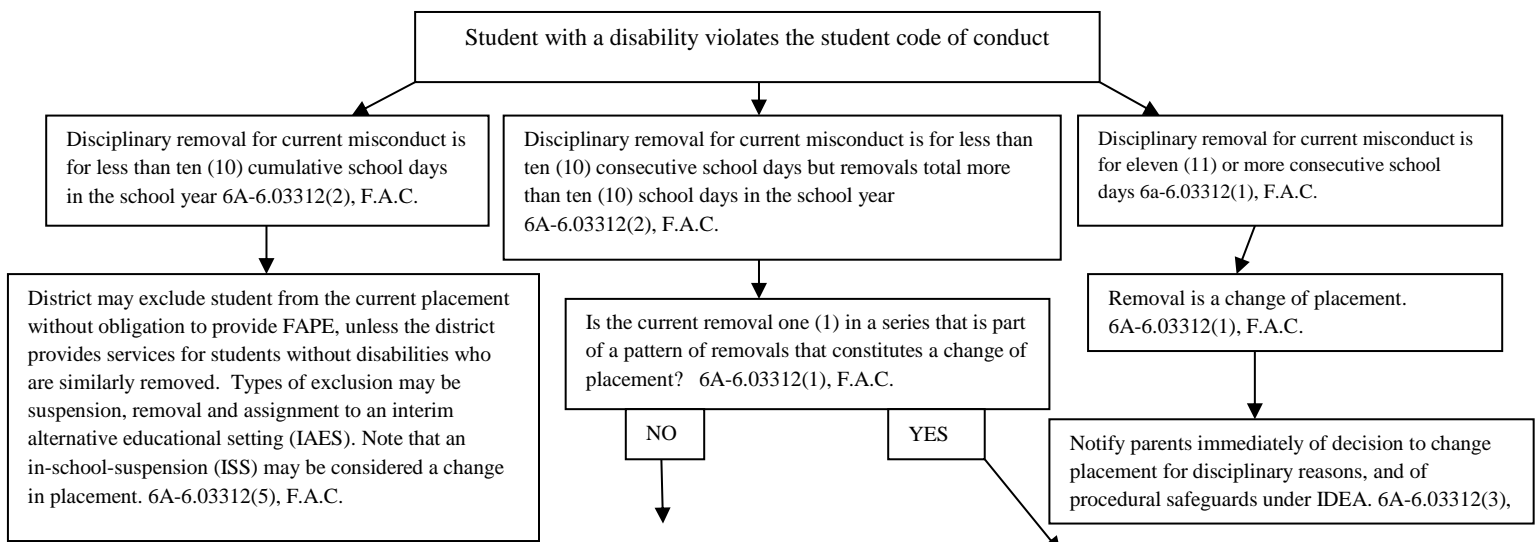 Student with a disability violates the student code of conduct
Disciplinary removal for current misconduct is
for less than ten (10) cumulative school days
in the school year 6A-6.03312(2), F.A.C.
Disciplinary removal for current misconduct is for less than
ten (10) consecutive school days but removals total more
than ten (10) school days in the school year
6A-6.03312(2), F.A.C.
Disciplinary removal for current misconduct is
for eleven (11) or more consecutive school
days 6a-6.03312(1), F.A.C.
District may exclude student from the current placement
without obligation to provide FAPE, unless the district
provides services for students without disabilities who
are similarly removed.  Types of exclusion may be
suspension, removal and assignment to an interim
alternative educational setting (IAES). Note that an
in-school-suspension (ISS) may be considered a change
in placement. 6A-6.03312(5), F.A.C.
Is the current removal one (1) in a series that is part
of a pattern of removals that constitutes a change of
placement?   6A-6.03312(1), F.A.C.
NO
YES
Removal is a change of placement.
6A-6.03312(1), F.A.C.
Notify parents immediately of decision to change
placement for disciplinary reasons, and of
procedural safeguards under IDEA. 6A-6.03312(3),